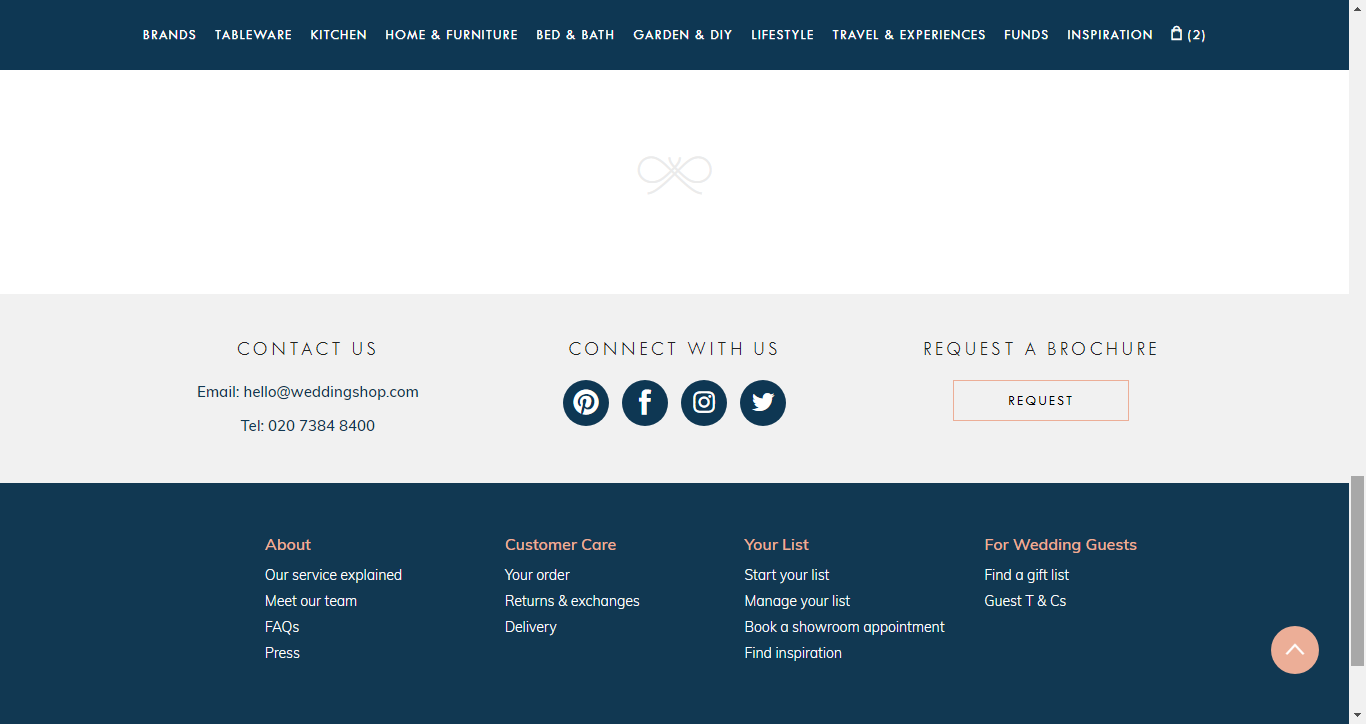 BRANDS TABLEWARE KITCHEN HOME & FURNITURE BED & BATH GARDEN & DIY LIFESTYLE TRAVEL & EXPERIENCES FUNDS INSPIRATION (2)
CONTACT US
Email: hello@weddingshop.com
Tel: 020 7384 8400
CONNECT WITH US
REQUEST A BROCHURE
REQUEST
About
Our service explained
Meet our team
FAQs
Press
Customer Care
Your order
Returns & exchanges
Delivery
Your List
Start your list
Manage your list
Book a showroom appointment
Find inspiration
For Wedding Guests
Find a gift list
Guest T & Cs